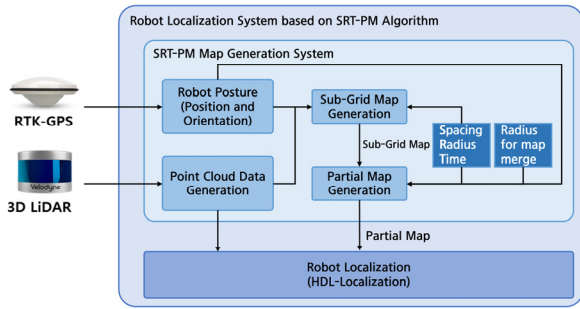 Robot Localization System based on SRT-PM Algorithm
SRT-PM Map Generation System
RTK-GPS
Robot Posture
(Position and
Orientation)
Sub-Grid Map
Generation
Sub-Grid Map
Spacing
Radius
Time
Radius
for map
merge
Velodyne
3D LiDAR
Point Cloud Data
Generation
Partial Map
Generation
Partial Map
Robot Localization
(HDL-Localization)